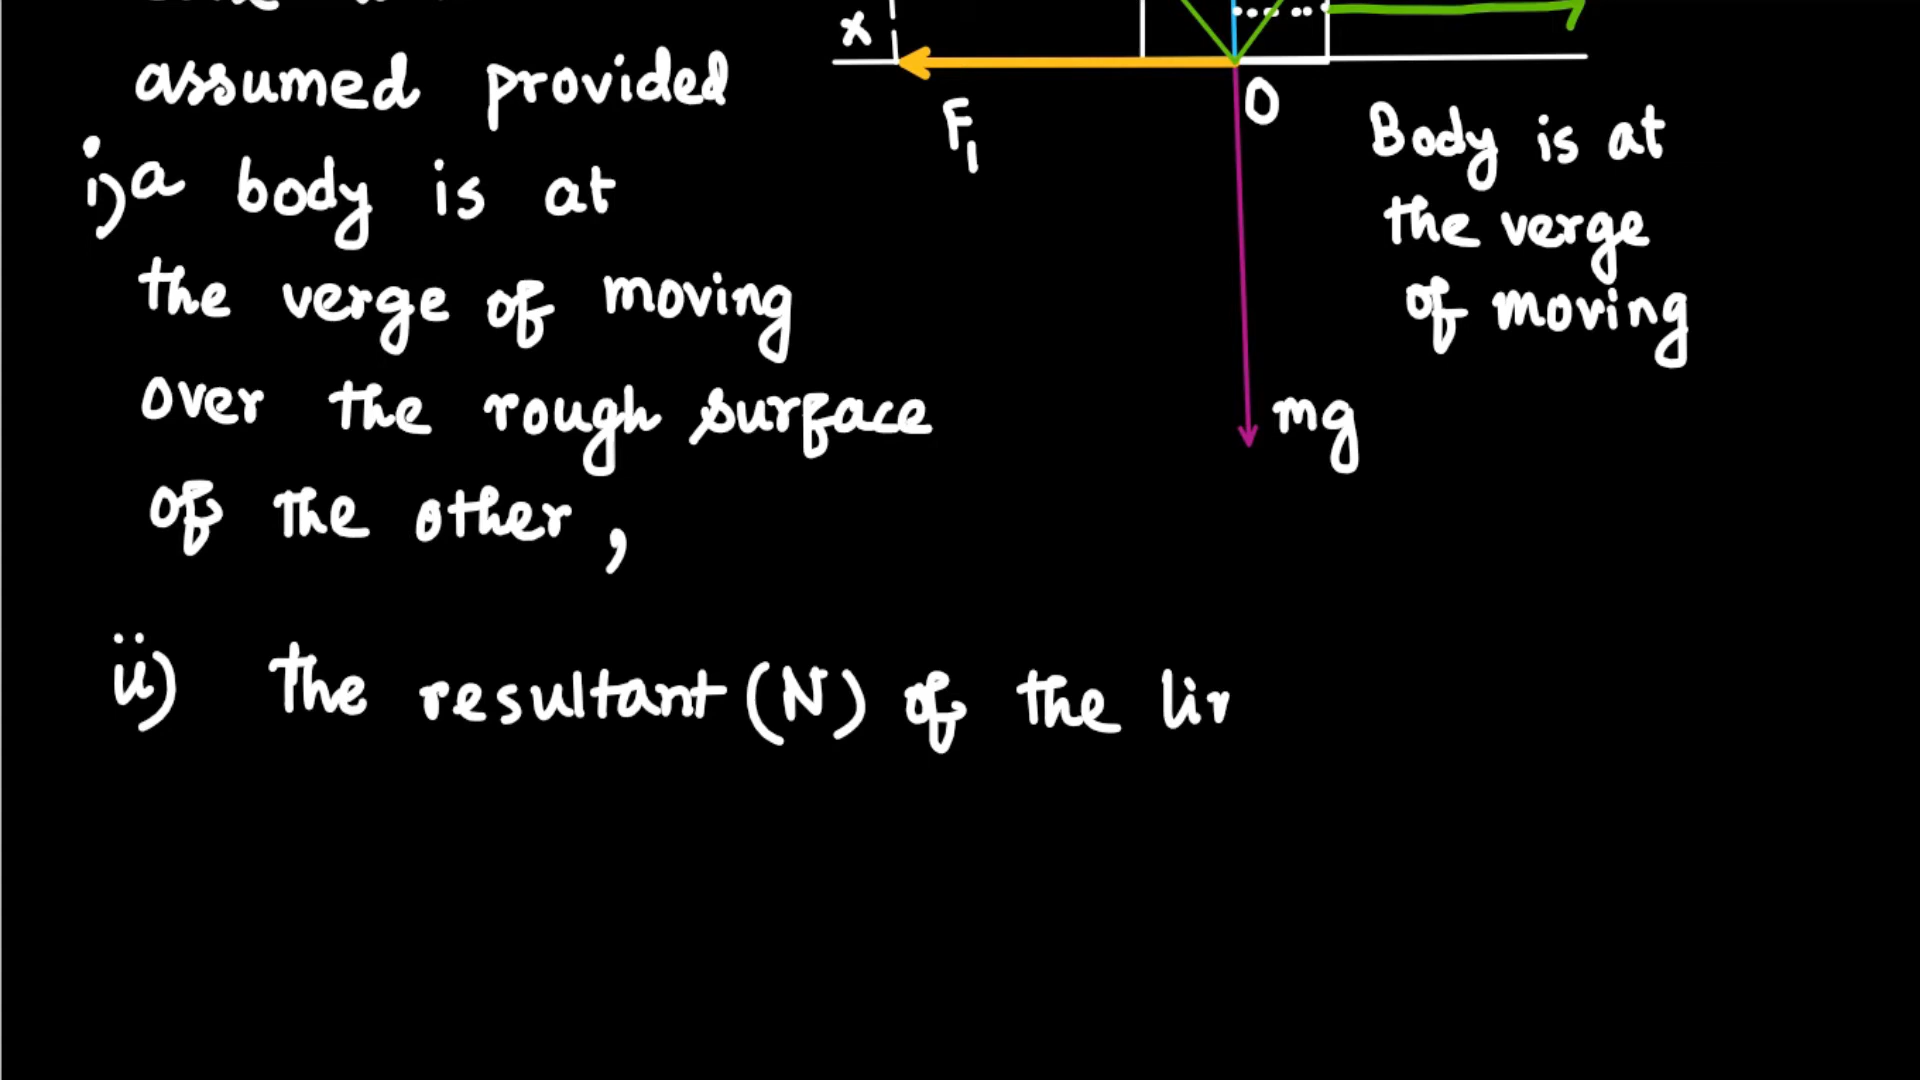 assumed provided
i) a body is at
the verge of moving
over the rough surface
of the other,
ii) The resultant (N) of the lir
x
F1
O
Body is at
the verge
of moving
mg